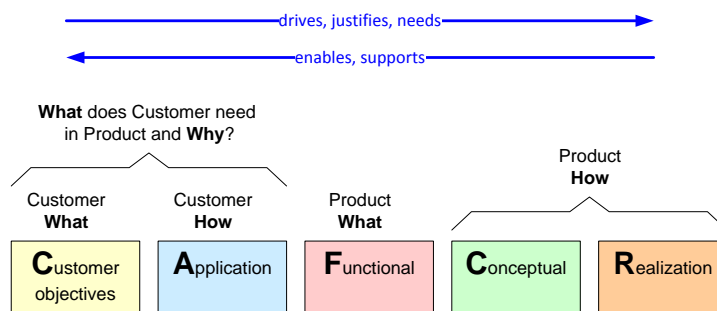 drives, justifies, needs
enables, supports
What does Customer need
in Product and Why?
Product
How
Customer
What
Customer
How
Product
What
Customer
objectives
Application
Functional
Conceptual
Realization